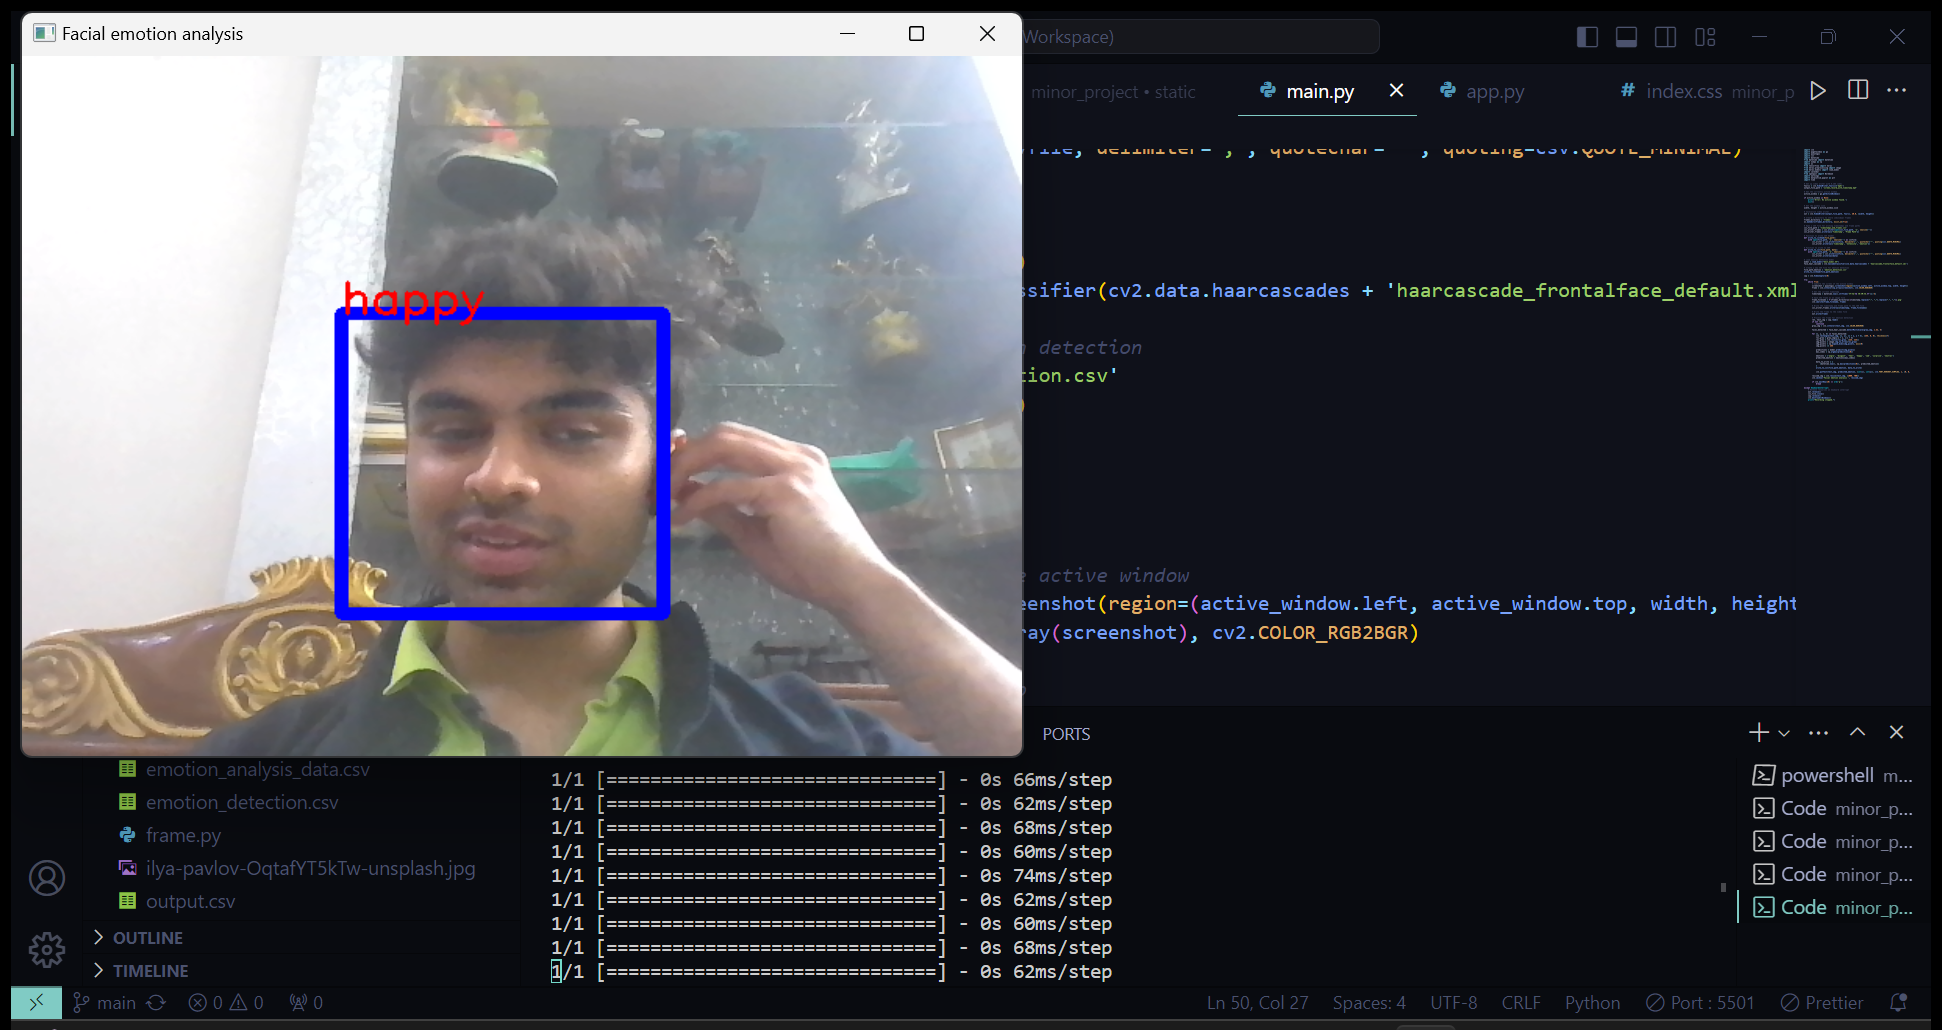 Facial emotion analysis
Workspace)
happy
minor_project • static
main.py
app.py
# index.css minor_p
quoting=csv.QUOTE_MINIMAL)
ssifier(cv2.data.haarcascades + 'haarcascade_frontalface_default.xml
detection
tion.csv'
active window
eenshot(region=(active_window.left, active_window.top, width, height
ray(screenshot), cv2.COLOR_RGB2BGR)
PORTS
emotion_analysis_data.csv
emotion_detection.csv
frame.py
ilya-pavlov-OqtafYT5kTw-unsplash.jpg
output.csv
OUTLINE
TIMELINE
1/1 [==============================] - 0s 66ms/step
1/1 [==============================] - 0s 62ms/step
1/1 [==============================] - 0s 68ms/step
1/1 [==============================] - 0s 60ms/step
1/1 [==============================] - 0s 74ms/step
1/1 [==============================] - 0s 62ms/step
1/1 [==============================] - 0s 60ms/step
1/1 [==============================] - 0s 68ms/step
1/1 [==============================] - 0s 62ms/step
powershell m...
Code minor_p...
Code minor_p...
Code minor_p...
Code minor_p...
main 0 0 0
Ln 50, Col 27 Spaces: 4 UTF-8 CRLF Python Port : 5501 Prettier